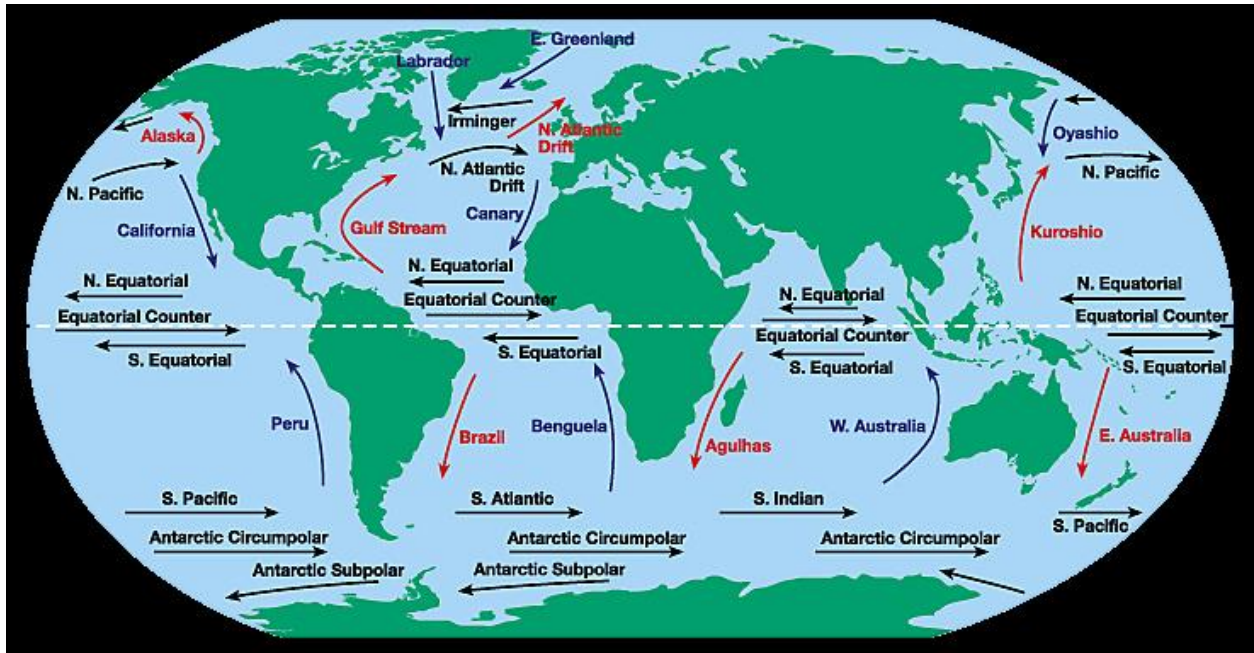 E. Greenland
Labrador
Irminger
Alaska
N. Atlantic
Drift
Oyashio
N. Pacific
N. Atlantic
Drift
N. Pacific
Canary
California
Gulf Stream
Kuroshio
N. Equatorial
N. Equatorial
N. Equatorial
N. Equatorial
Equatorial Counter
Equatorial Counter
Equatorial Counter
Equatorial Counter
S. Equatorial
S. Equatorial
S. Equatorial
S. Equatorial
Peru
Brazil
Benguela
Agulhas
W. Australia
E. Australia
S. Pacific
S. Atlantic
S. Indian
S. Pacific
Antarctic Circumpolar
Antarctic Circumpolar
Antarctic Circumpolar
Antarctic Subpolar
Antarctic Subpolar